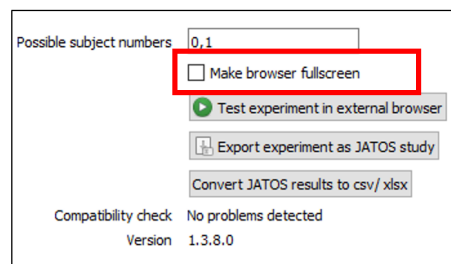 Possible subject numbers 0,1
Make browser fullscreen
Test experiment in external browser
Export experiment as JATOS study
Convert JATOS results to csv/ xlsx
Compatibility check No problems detected
Version 1.3.8.0